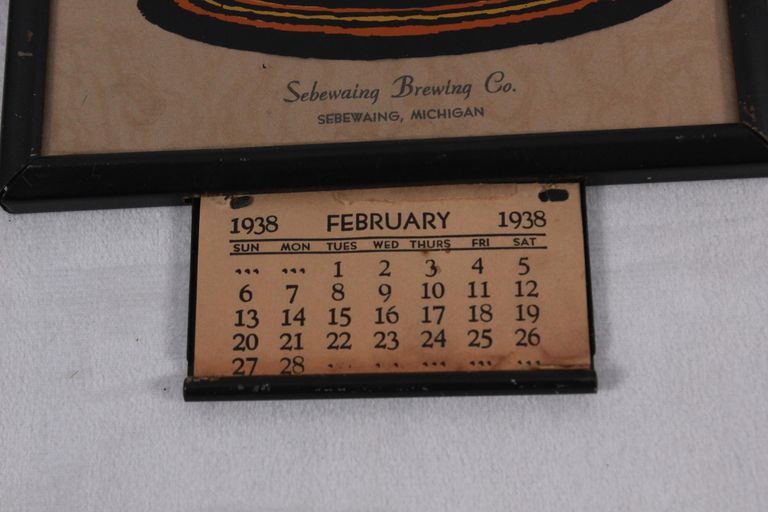 Sebewaing Brewing Co.
SEBEWAING, MICHIGAN
1938 FEBRUARY 1938
SUN MON TUES WED THURS FRI SAT
... ... 1 2 3 4 5
6 7 8 9 10 11 12
13 14 15 16 17 18 19
20 21 22 23 24 25 26
27 28 ... ... ... ... ...